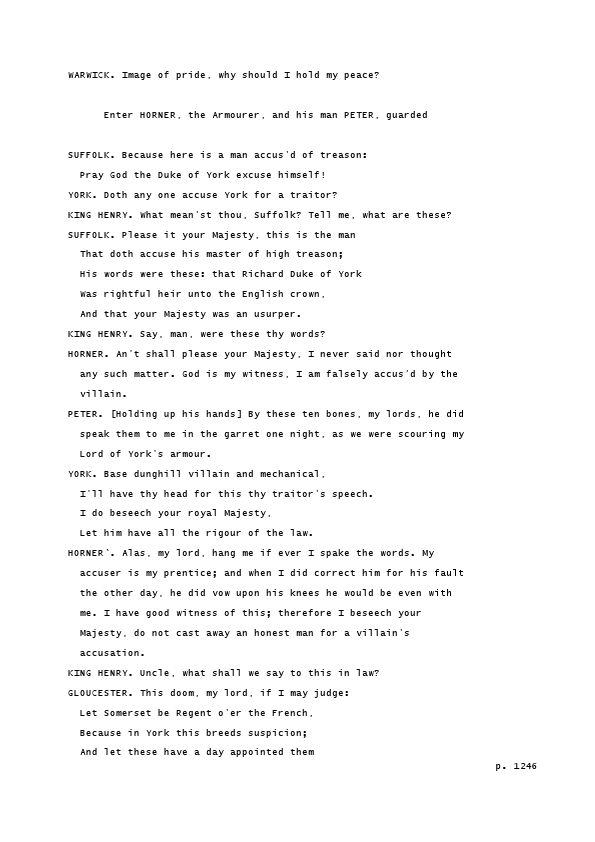 WARWICK. Image of pride, why should I hold my peace?
Enter HORNER, the Armourer, and his man PETER, guarded
SUFFOLK. Because here is a man accus'd of treason:
Pray God the Duke of York excuse himself!
YORK. Doth any one accuse York for a traitor?
KING HENRY. What mean'st thou, Suffolk? Tell me, what are these?
SUFFOLK. Please it your Majesty, this is the man
That doth accuse his master of high treason;
His words were these: that Richard Duke of York
Was rightful heir unto the English crown,
And that your Majesty was an usurper.
KING HENRY. Say, man, were these thy words?
HORNER. An't shall please your Majesty, I never said nor thought
any such matter. God is my witness, I am falsely accus'd by the
villain.
PETER. [Holding up his hands] By these ten bones, my lords, he did
speak them to me in the garret one night, as we were scouring my
Lord of York's armour.
YORK. Base dunghill villain and mechanical,
I'll have thy head for this thy traitor's speech.
I do beseech your royal Majesty,
Let him have all the rigour of the law.
HORNER`. Alas, my lord, hang me if ever I spake the words. My
accuser is my prentice; and when I did correct him for his fault
the other day, he did vow upon his knees he would be even with
me. I have good witness of this; therefore I beseech your
Majesty, do not cast away an honest man for a villain's
accusation.
KING HENRY. Uncle, what shall we say to this in law?
GLOUCESTER. This doom, my lord, if I may judge:
Let Somerset be Regent o'er the French,
Because in York this breeds suspicion;
And let these have a day appointed them
p. 1246